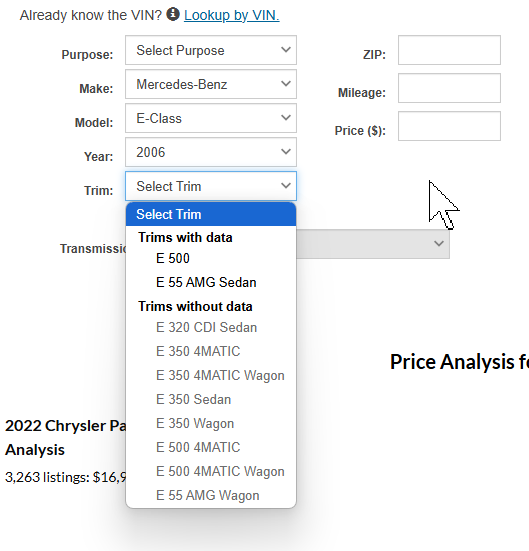 Already know the VIN? Lookup by VIN.
Purpose: Select Purpose
ZIP:
Make: Mercedes-Benz
Mileage:
Model: E-Class
Price ($):
Year: 2006
Trim: Select Trim
Select Trim
Trims with data
E 500
E 55 AMG Sedan
Trims without data
E 320 CDI Sedan
E 350 4MATIC
E 350 4MATIC Wagon
E 350 Sedan
E 350 Wagon
E 500 4MATIC
E 500 4MATIC Wagon
E 55 AMG Wagon
Transmissi
Price Analysis f
2022 Chrysler Pa
Analysis
3,263 listings: $16,9